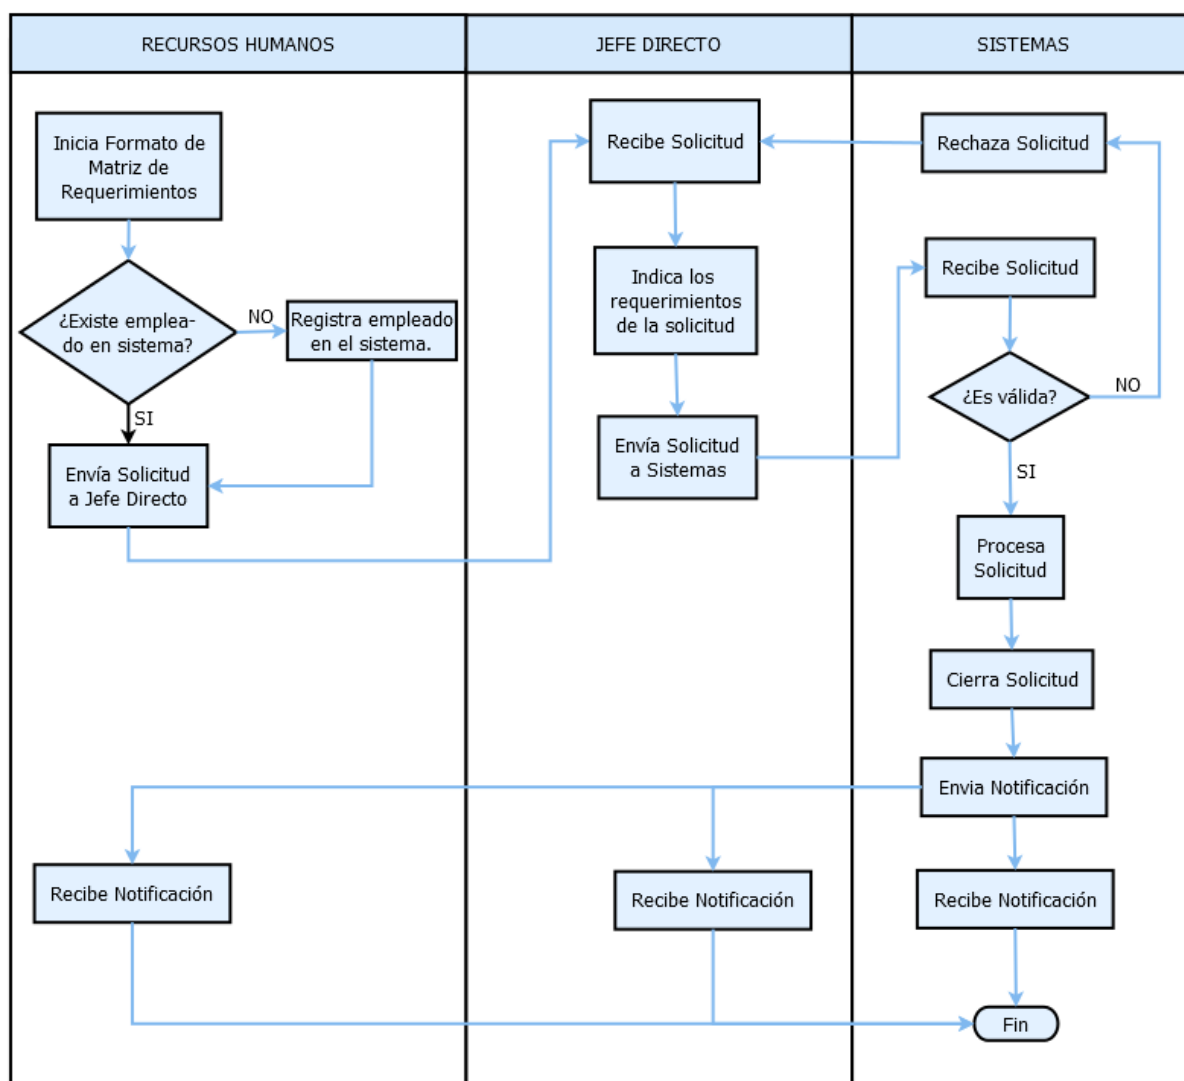 RECURSOS HUMANOS
JEFE DIRECTO
SISTEMAS
Inicia Formato de
Matriz de
Requerimientos
¿Existe emplea-
do en sistema?
NO
Registra empleado
en el sistema.
SI
Envía Solicitud
a Jefe Directo
Recibe Notificación
Recibe Solicitud
Indica los
requerimientos
de la solicitud
Envía Solicitud
a Sistemas
Recibe Notificación
Rechaza Solicitud
Recibe Solicitud
¿Es válida?
NO
SI
Procesa
Solicitud
Cierra Solicitud
Envia Notificación
Recibe Notificación
Fin